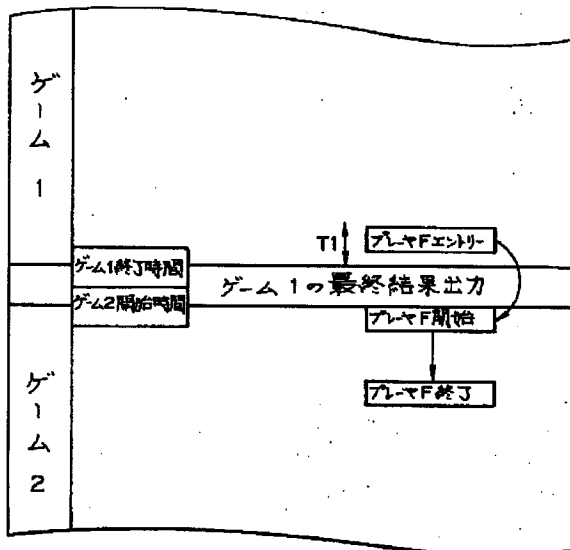 ゲーム 1
T1
プレーヤFエントリー
ゲーム1終了時間
ゲーム 1の最終結果出力
ゲーム2開始時間
プレーヤF開始
プレーヤF終了
ゲーム 2